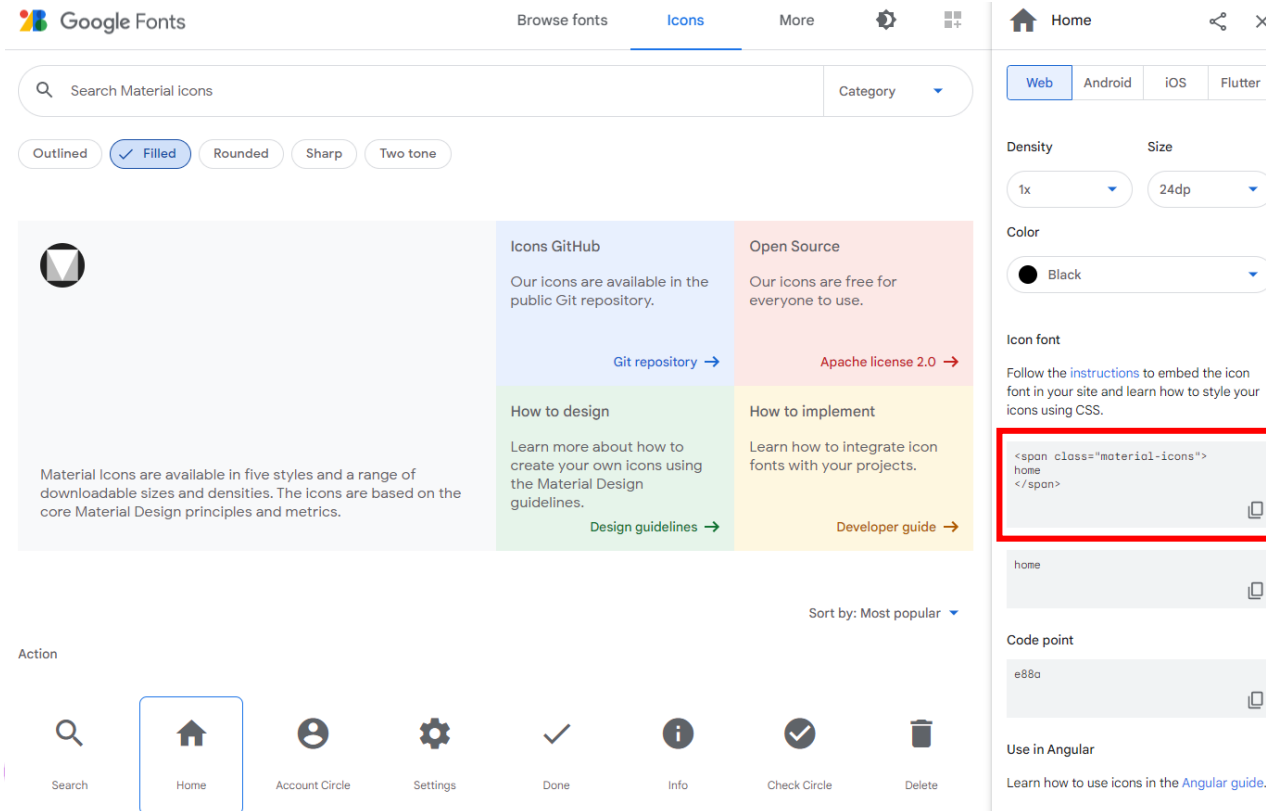 Google Fonts
Browse fonts
Icons
More
Search Material icons
Category
Outlined
Filled
Rounded
Sharp
Two tone
Material Icons are available in five styles and a range of
downloadable sizes and densities. The icons are based on the
core Material Design principles and metrics.
Icons GitHub
Our icons are available in the
public Git repository.
Git repository
Open Source
Our icons are free for
everyone to use.
Apache license 2.0
How to design
Learn more about how to
create your own icons using
the Material Design
guidelines.
Design guidelines
How to implement
Learn how to integrate icon
fonts with your projects.
Developer guide
Sort by: Most popular
Action
Search
Home
Account Circle
Settings
Done
Info
Check Circle
Delete
Home
Web
Android
iOS
Flutter
Density
Size
1x
24dp
Color
Black
Icon font
Follow the instructions to embed the icon
font in your site and learn how to style your
icons using CSS.
<span class="material-icons">
home
</span>
home
Code point
e88a
Use in Angular
Learn how to use icons in the Angular guide.